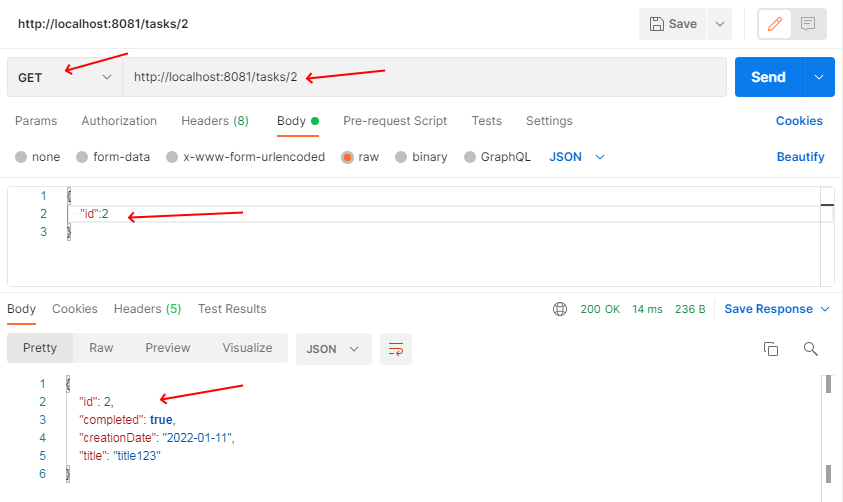 http://localhost:8081/tasks/2 Save
GET http://localhost:8081/tasks/2 Send
Params Authorization Headers (8) Body Pre-request Script Tests Settings Cookies
none form-data x-www-form-urlencoded raw binary GraphQL JSON Beautify
1 {
2 "id":2
3 }
Body Cookies Headers (5) Test Results 200 OK 14 ms 236 B Save Response
Pretty Raw Preview Visualize JSON
1 {
2 "id": 2,
3 "completed": true,
4 "creationDate": "2022-01-11",
5 "title": "title123"
6 }